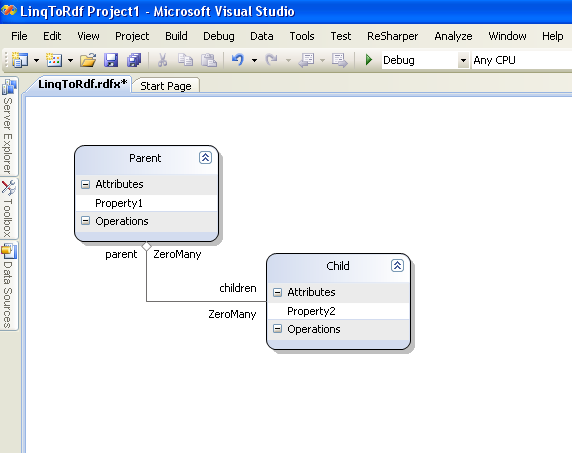 LinqToRdf Project1 - Microsoft Visual Studio
File Edit View Project Build Debug Data Tools Test ReSharper Analyze Window Help
Debug Any CPU
LinqToRdf.rdfx* Start Page
Server Explorer
Toolbox
Data Sources
Parent
Attributes
Property1
Operations
parent ZeroMany
children
ZeroMany
Child
Attributes
Property2
Operations